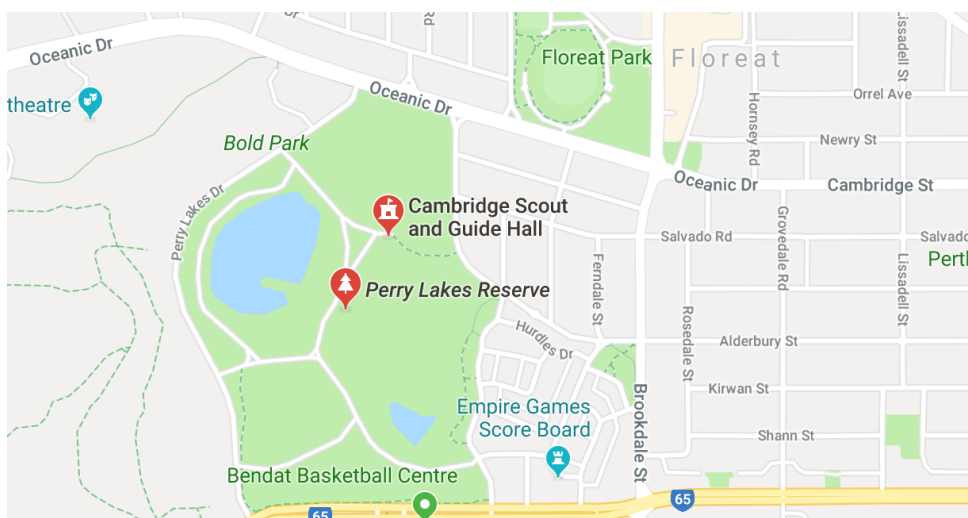 Oceanic Dr
Rd
Floreat Park
Floreat
Lissadell St
theatre
Oceanic Dr
Orrel Ave
Hornsey Rd
Bold Park
Newry St
Oceanic Dr
Cambridge St
Perry Lakes Dr
Cambridge Scout
and Guide Hall
Salvado Rd
Grovedale Rd
Salvado
Perth
Ferndale St
Lissadell St
Perry Lakes Reserve
Rosedale St
Hurdles Dr
Alderbury St
Kirwan St
Brookdale St
Empire Games
Score Board
Shann St
Bendat Basketball Centre
65
65